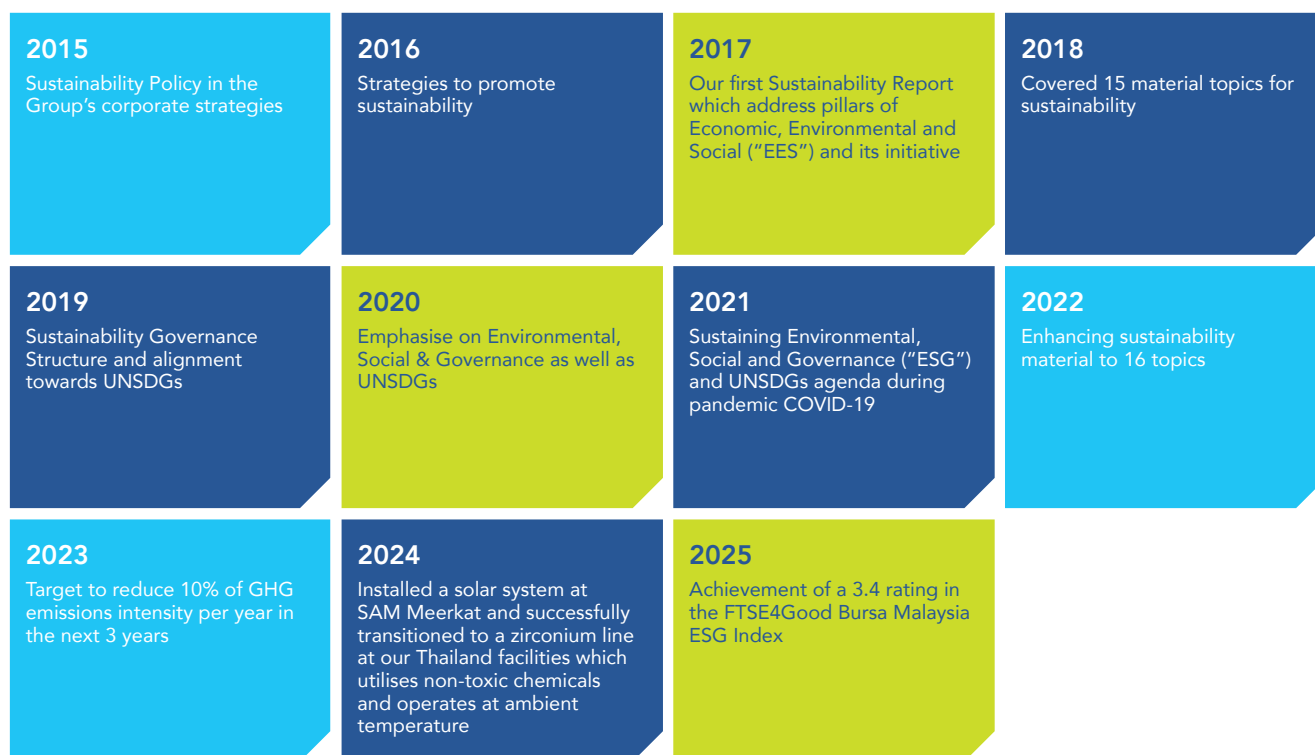 2015
Sustainability Policy in the
Group's corporate strategies
2016
Strategies to promote
sustainability
2017
Our first Sustainability Report
which address pillars of
Economic, Environmental and
Social (“EES”) and its initiative
2018
Covered 15 material topics for
sustainability
2019
Sustainability Governance
Structure and alignment
towards UNSDGs
2020
Emphasise on Environmental,
Social & Governance as well as
UNSDGs
2021
Sustaining Environmental,
Social and Governance (“ESG”)
and UNSDGs agenda during
pandemic COVID-19
2022
Enhancing sustainability
material to 16 topics
2023
Target to reduce 10% of GHG
emissions intensity per year in
the next 3 years
2024
Installed a solar system at
SAM Meerkat and successfully
transitioned to a zirconium line
at our Thailand facilities which
utilises non-toxic chemicals
and operates at ambient
temperature
2025
Achievement of a 3.4 rating in
the FTSE4Good Bursa Malaysia
ESG Index